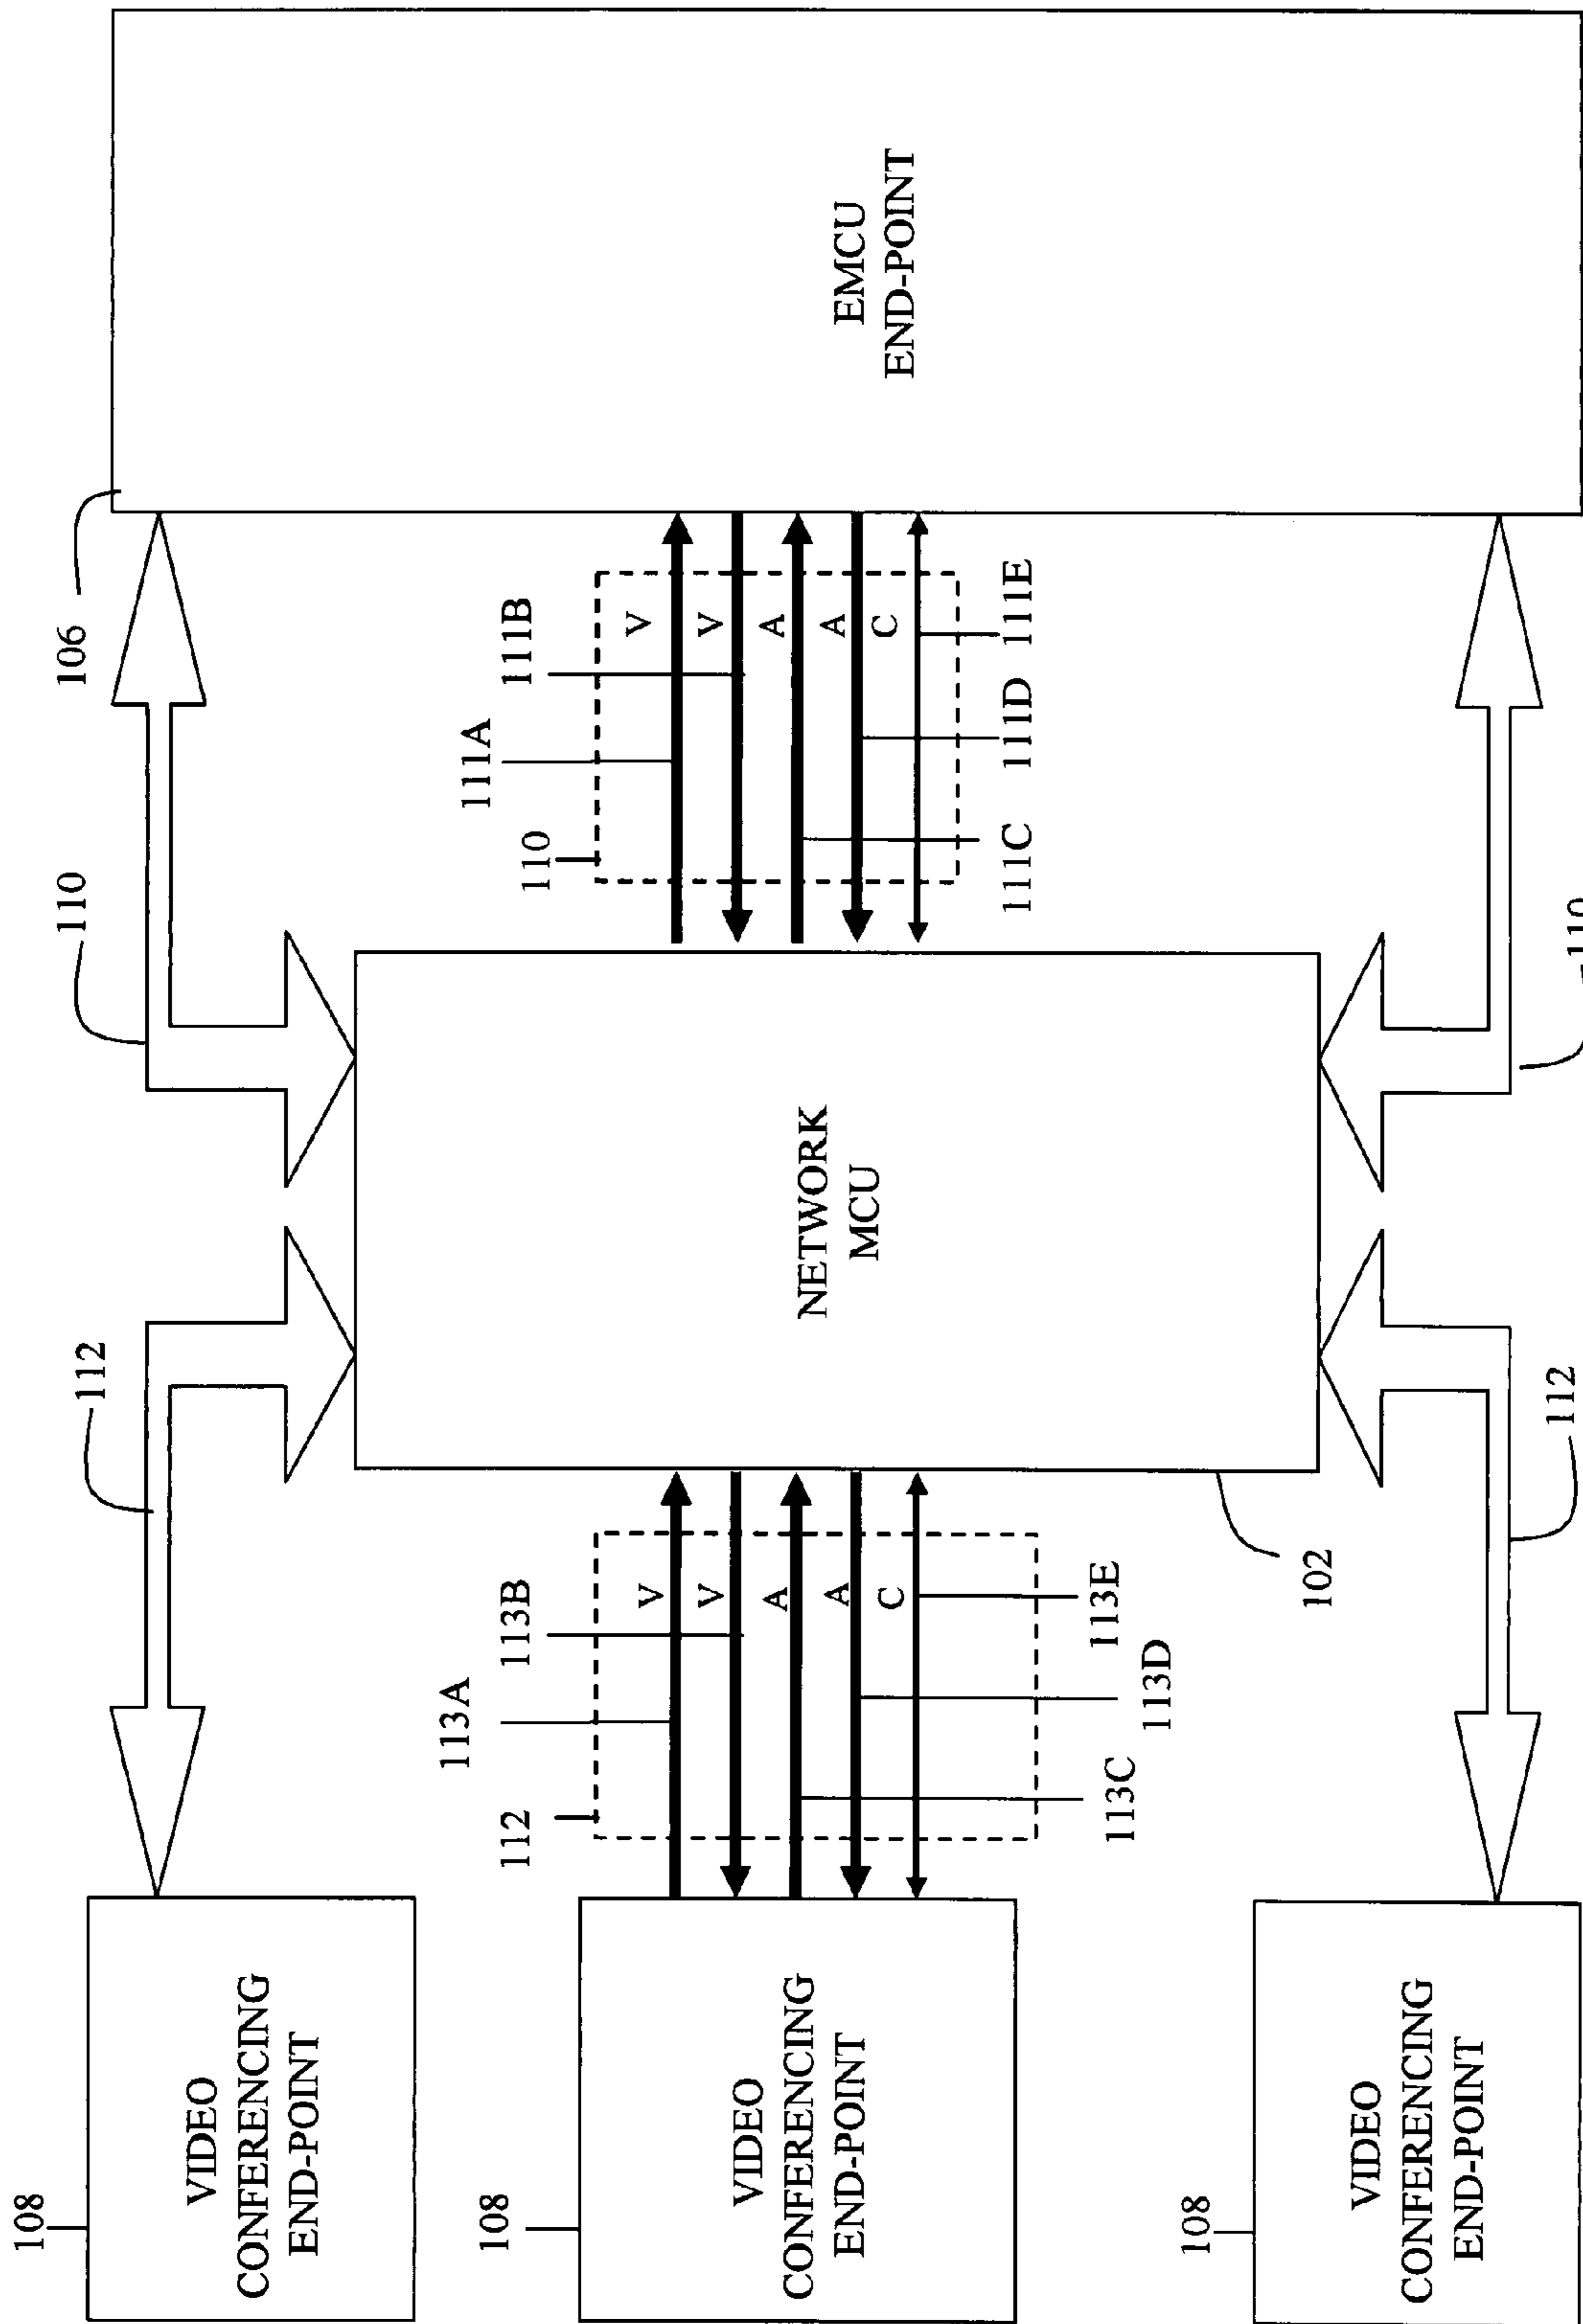 108
VIDEO
CONFERENCING
END-POINT
112
110
106
108
VIDEO
CONFERENCING
END-POINT
112
113A
113B
V
V
A
A
C
113C
113D
113E
102
NETWORK
MCU
110
111A
111B
V
V
A
A
C
111C
111D
111E
EMCU
END-POINT
108
VIDEO
CONFERENCING
END-POINT
112
110